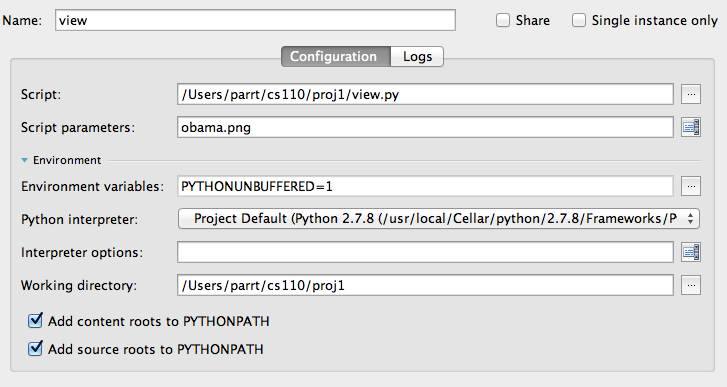 Name: view Share Single instance only
Configuration Logs
Script: /Users/parrt/cs110/proj1/view.py ...
Script parameters: obama.png
Environment
Environment variables: PYTHONUNBUFFERED=1 ...
Python interpreter: Project Default (Python 2.7.8 (/usr/local/Cellar/python/2.7.8/Frameworks/P
Interpreter options:
Working directory: /Users/parrt/cs110/proj1 ...
Add content roots to PYTHONPATH
Add source roots to PYTHONPATH